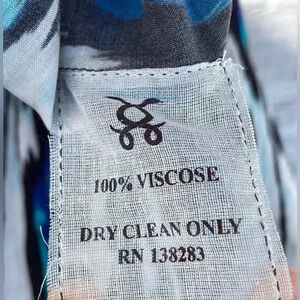 100% VISCOSE
DRY CLEAN ONLY
RN 138283